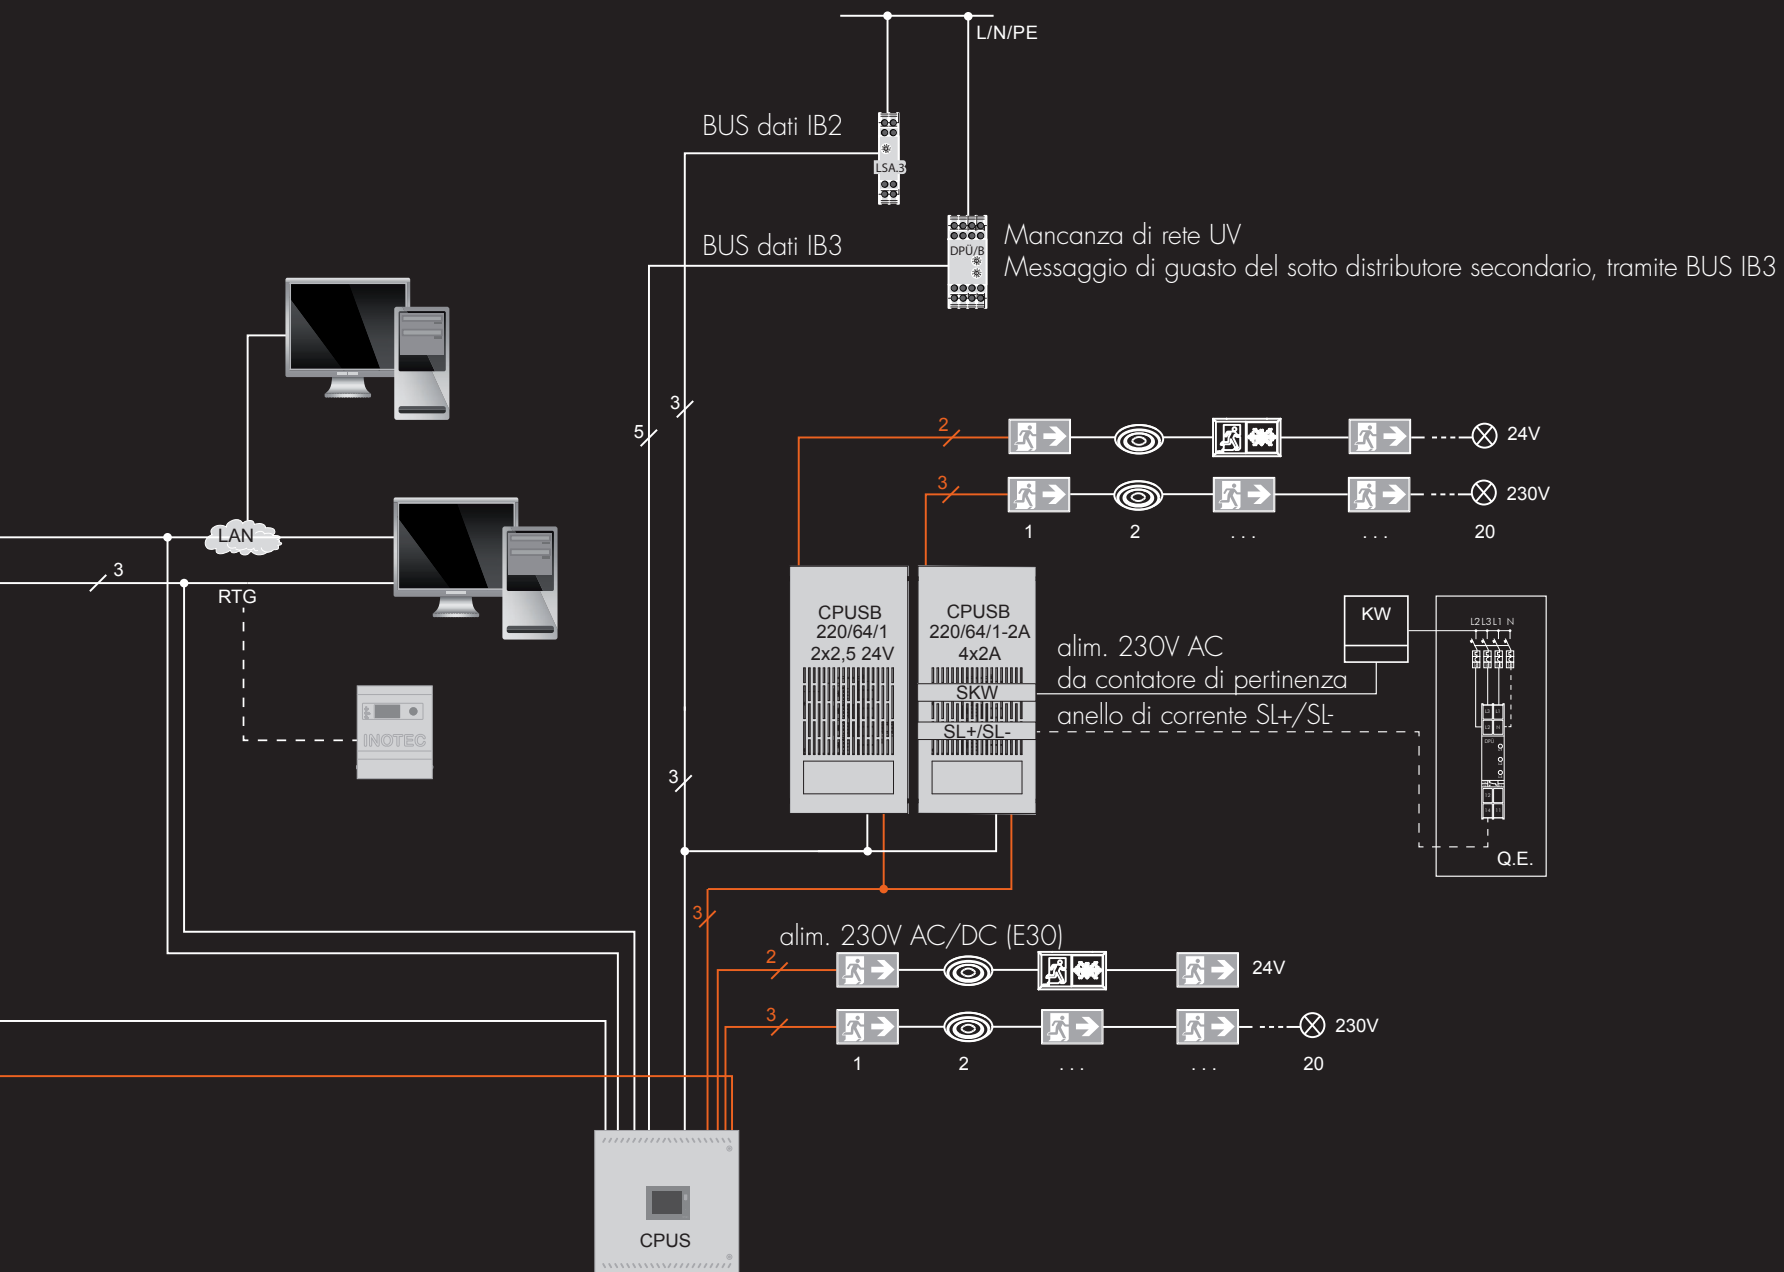 L/N/PE
BUS dati IB2
LSA.3
BUS dati IB3
DPÜ/B
Mancanza di rete UV
Messaggio di guasto del sotto distributore secondario, tramite BUS IB3
3
5
2
24V
3
230V
1
2
...
...
20
LAN
3
RTG
INOTEC
CPUSB
220/64/1
2x2,5 24V
CPUSB
220/64/1-2A
4x2A
SKW
SL+/SL-
alim. 230V AC
da contatore di pertinenza
anello di corrente SL+/SL-
KW
L2 L3 L1 N
DPÜ
Q.E.
3
3
alim. 230V AC/DC (E30)
2
24V
3
230V
1
2
...
...
20
CPUS